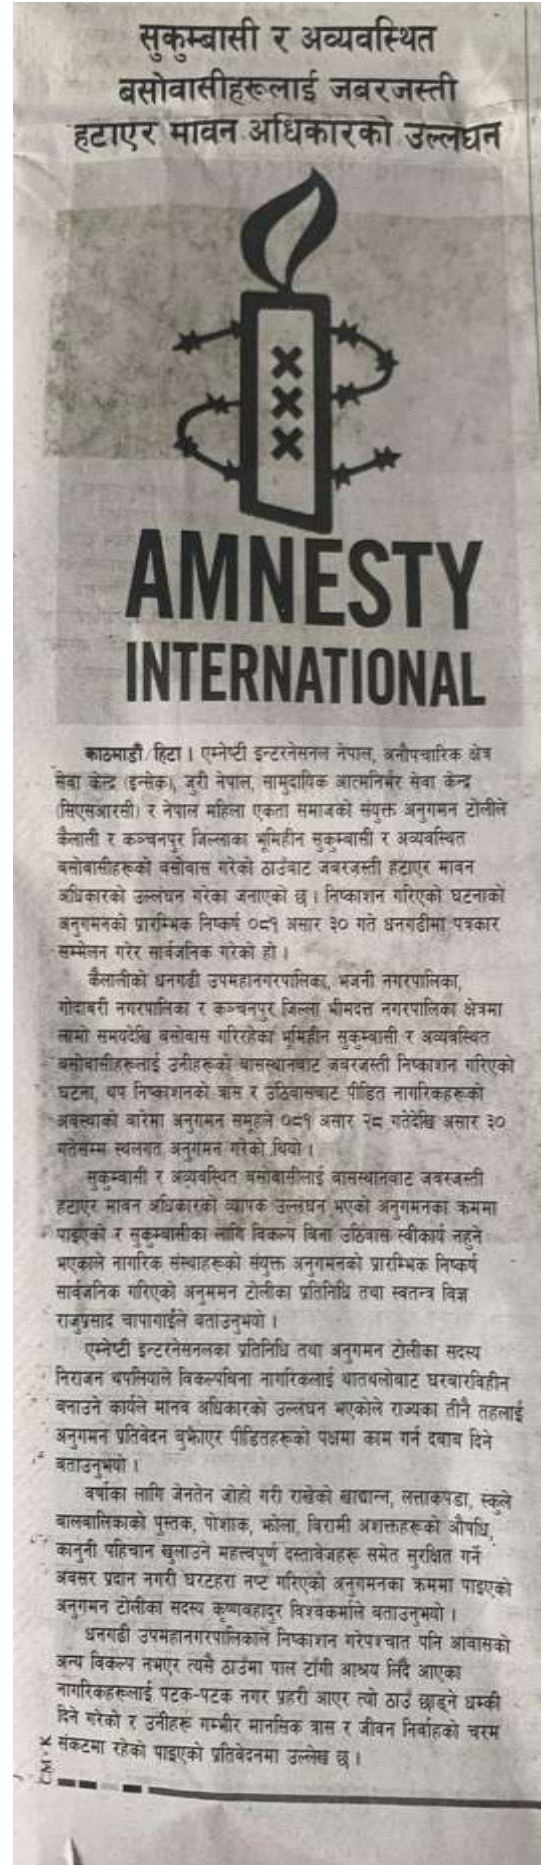 सुकुम्बासी र अव्यवस्थित
बसोवासीहरूलाई जबरजस्ती
हटाएर मावन अधिकारको उल्लघंन
AMNESTY
INTERNATIONAL
काठमाडौं/हिटा । एम्नेष्टी इन्टरनेसनल नेपाल, अनौपचारिक क्षेत्र
सेवा केन्द्र (इन्सेक), जुरी नेपाल, सामुदायिक आत्मनिर्भर सेवा केन्द्र
(सिएसआरसी) र नेपाल महिला एकता समाजको संयुक्त अनुगमन टोलीले
कैलाली र कञ्चनपुर जिल्लाका भूमिहीन सुकुम्बासी र अव्यवस्थित
बसोबासीहरूको बसोबास गरेको ठाउँबाट जबरजस्ती हटाएर मावन
अधिकारको उल्लघंन गरेका जनाएको छ । निष्काशन गरिएको घटनाको
अनुगमनको प्रारम्भिक निष्कर्ष ०८१ असार ३० गते धनगढीमा पत्रकार
सम्मेलन गरेर सार्वजनिक गरेको हो ।
कैलालीको धनगढी उपमहानगरपालिका, भजनी नगरपालिका,
गोदावरी नगरपालिका र कञ्चनपुर जिल्ला भीमदत्त नगरपालिका क्षेत्रमा
लामो समयदेखि बसोवास गरिरहेका भूमिहीन सुकुम्बासी र अव्यवस्थित
बसोबासीहरूलाई उनीहरूको बासस्थानबाट जबरजस्ती निष्काशन गरिएको
घटना, थप निष्काशनको त्रास र उठिवासबाट पीडित नागरिकहरूको
अवस्थाको बारेमा अनुगमन समूहले ०८१ असार २८ गतेदेखि असार ३०
गतेसम्म स्थलगत अनुगमन गरेको थियो ।
सुकुम्बासी र अव्यवस्थित बसोबासीलाई बासस्थानबाट जबरजस्ती
हटाएर मावन अधिकारको व्यापक उल्लघंन भएको अनुगमनका क्रममा
पाइएको र सुकुम्बासीका लागि विकल्प बिना उठिवास स्वीकार्य नहुने
भएकाले नागरिक संस्थाहरूको संयुक्त अनुगमनको प्रारम्भिक निष्कर्ष
सार्वजनिक गरिएको अनुममन टोलीका प्रतिनिधि तथा स्वतन्त्र विज्ञ
राजुप्रसाद चापागाईंले बताउनुभयो ।
एम्नेष्टी इन्टरनेसनलका प्रतिनिधि तथा अनुगमन टोलीका सदस्य
निराजन थपलियाले विकल्पबिना नागरिकलाई थातथलोबाट घरबारविहीन
बनाउने कार्यले मानव अधिकारको उल्लंघन भएकोले राज्यका तीनै तहलाई
अनुगमन प्रतिवेदन बुझाएर पीडितहरूको पक्षमा काम गर्न दबाब दिने
बताउनुभयो ।
वर्षाका लागि जेनतेन जोहो गरी राखेको खाद्यान्न, लत्ताकपडा, स्कुले
बालबालिकाको पुस्तक, पोशाक, झोला, बिरामी अशक्तहरूको औषधि,
कानुनी पहिचान खुलाउने महत्त्वपूर्ण दस्तावेजहरू समेत सुरक्षित गर्ने
अवसर प्रदान नगरी घरटहरा नष्ट गरिएको अनुगमनका क्रममा पाइएको
अनुगमन टोलीका सदस्य कृष्णबहादुर विश्वकर्माले बताउनुभयो ।
धनगढी उपमहानगरपालिकाले निष्काशन गरेपश्चात पनि आवासको
अन्य विकल्प नभएर त्यसै ठाउँमा पाल टाँगी आश्रय लिंदै आएका
नागरिकहरूलाई पटक-पटक नगर प्रहरी आएर त्यो ठाउँ छाड्ने धम्की
दिने गरेको र उनीहरू गम्भीर मानसिक त्रास र जीवन निर्वाहको चरम
संकटमा रहेको पाइएको प्रतिवेदनमा उल्लेख छ ।
CM·K